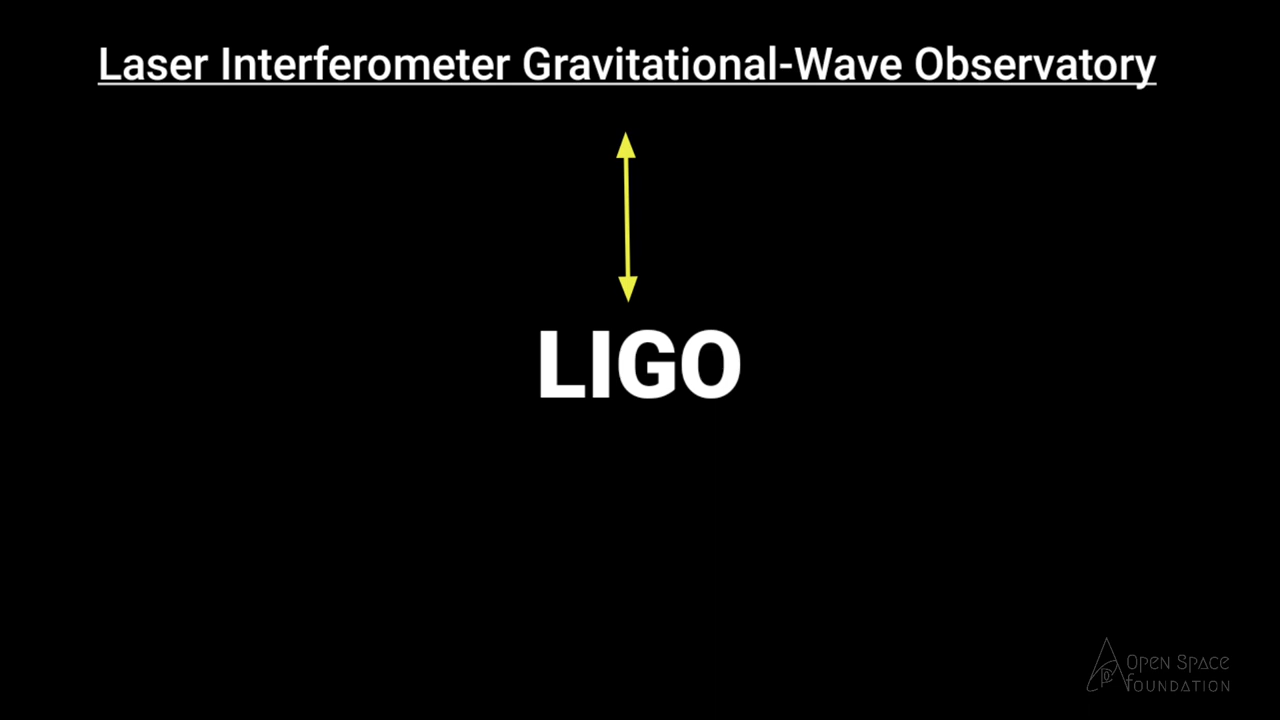 Laser Interferometer Gravitational-Wave Observatory
LIGO
Open Space
Foundation